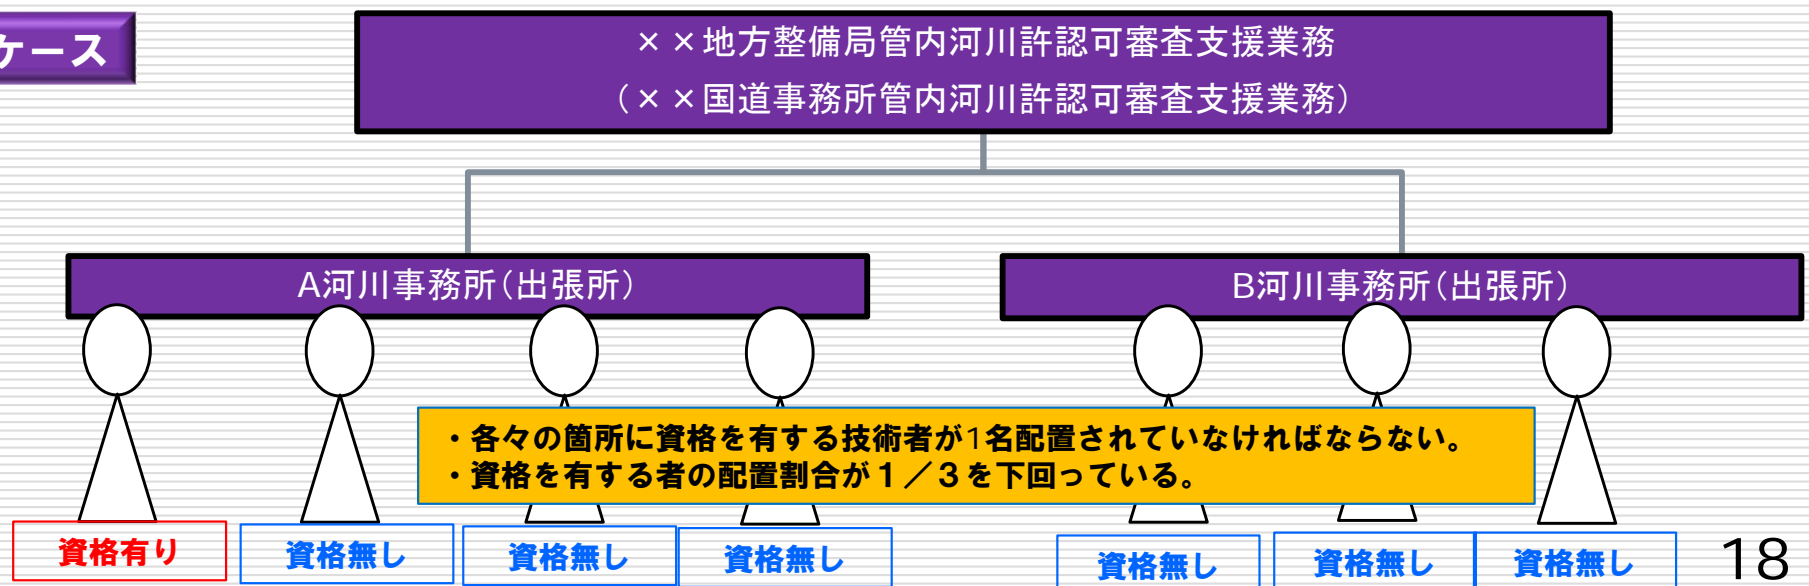 ケース
××地方整備局管内河川許認可審査支援業務
（××国道事務所管内河川許認可審査支援業務）
A河川事務所（出張所）
B河川事務所（出張所）
・各々の箇所に資格を有する技術者が1名配置されていなければならない。
・資格を有する者の配置割合が１／３を下回っている。
資格有り
資格無し
資格無し
資格無し
資格無し
資格無し
資格無し
18